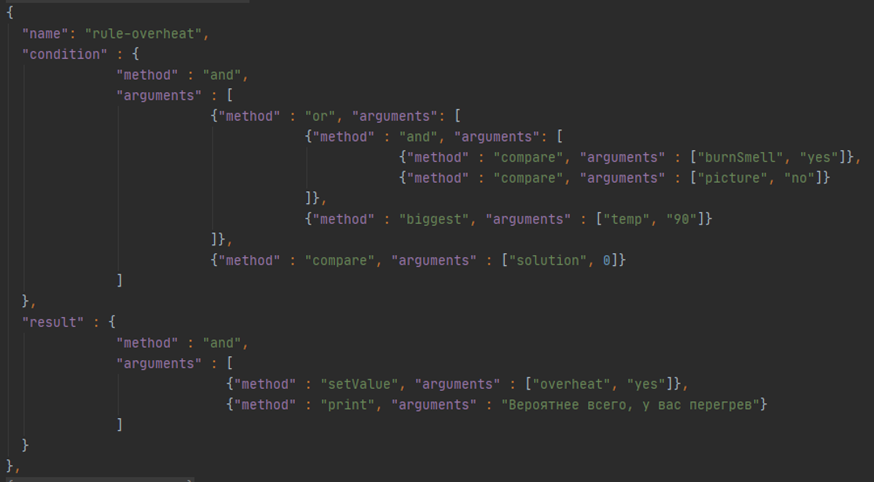 {
"name": "rule-overheat",
"condition" : {
"method" : "and",
"arguments" : [
{"method" : "or", "arguments": [
{"method" : "and", "arguments": [
{"method" : "compare", "arguments" : ["burnSmell", "yes"]},
{"method" : "compare", "arguments" : ["picture", "no"]}
]},
{"method" : "biggest", "arguments" : ["temp", "90"]}
]},
{"method" : "compare", "arguments" : ["solution", 0]}
]
},
"result" : {
"method" : "and",
"arguments" : [
{"method" : "setValue", "arguments" : ["overheat", "yes"]},
{"method" : "print", "arguments" : "Вероятнее всего, у вас перегрев"}
]
}
},